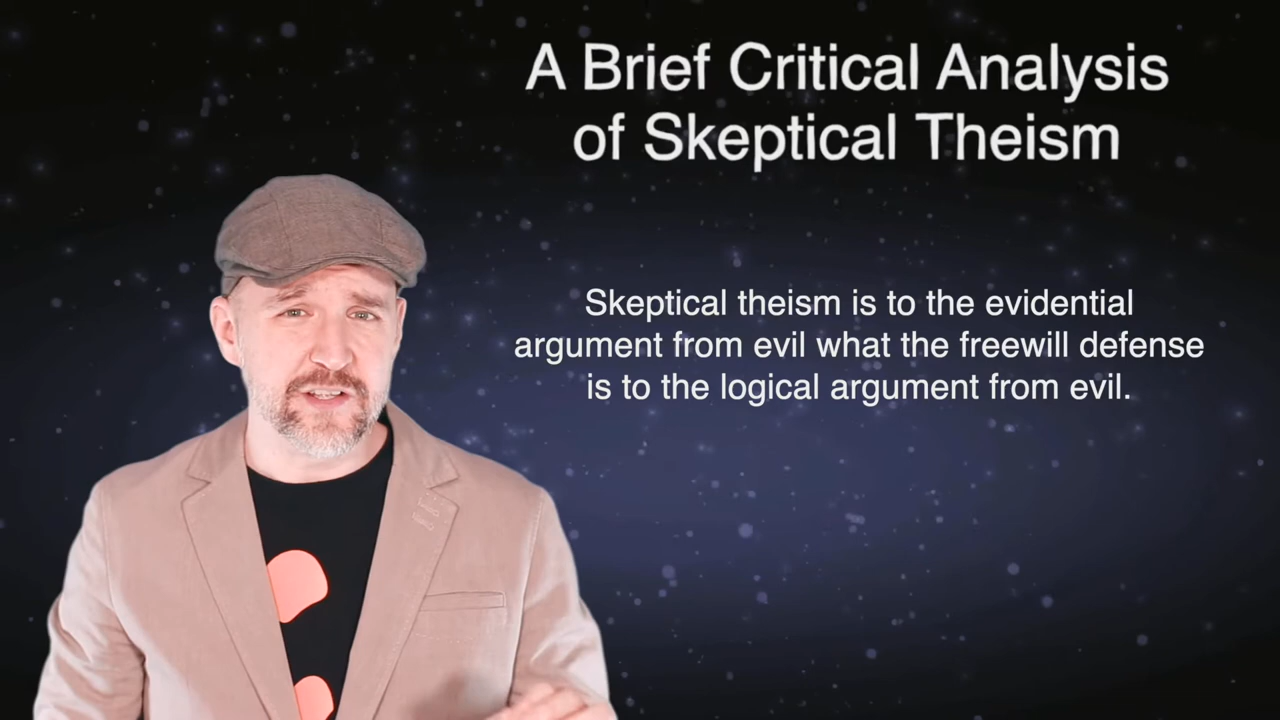 A Brief Critical Analysis
of Skeptical Theism
Skeptical theism is to the evidential
argument from evil what the freewill defense
is to the logical argument from evil.